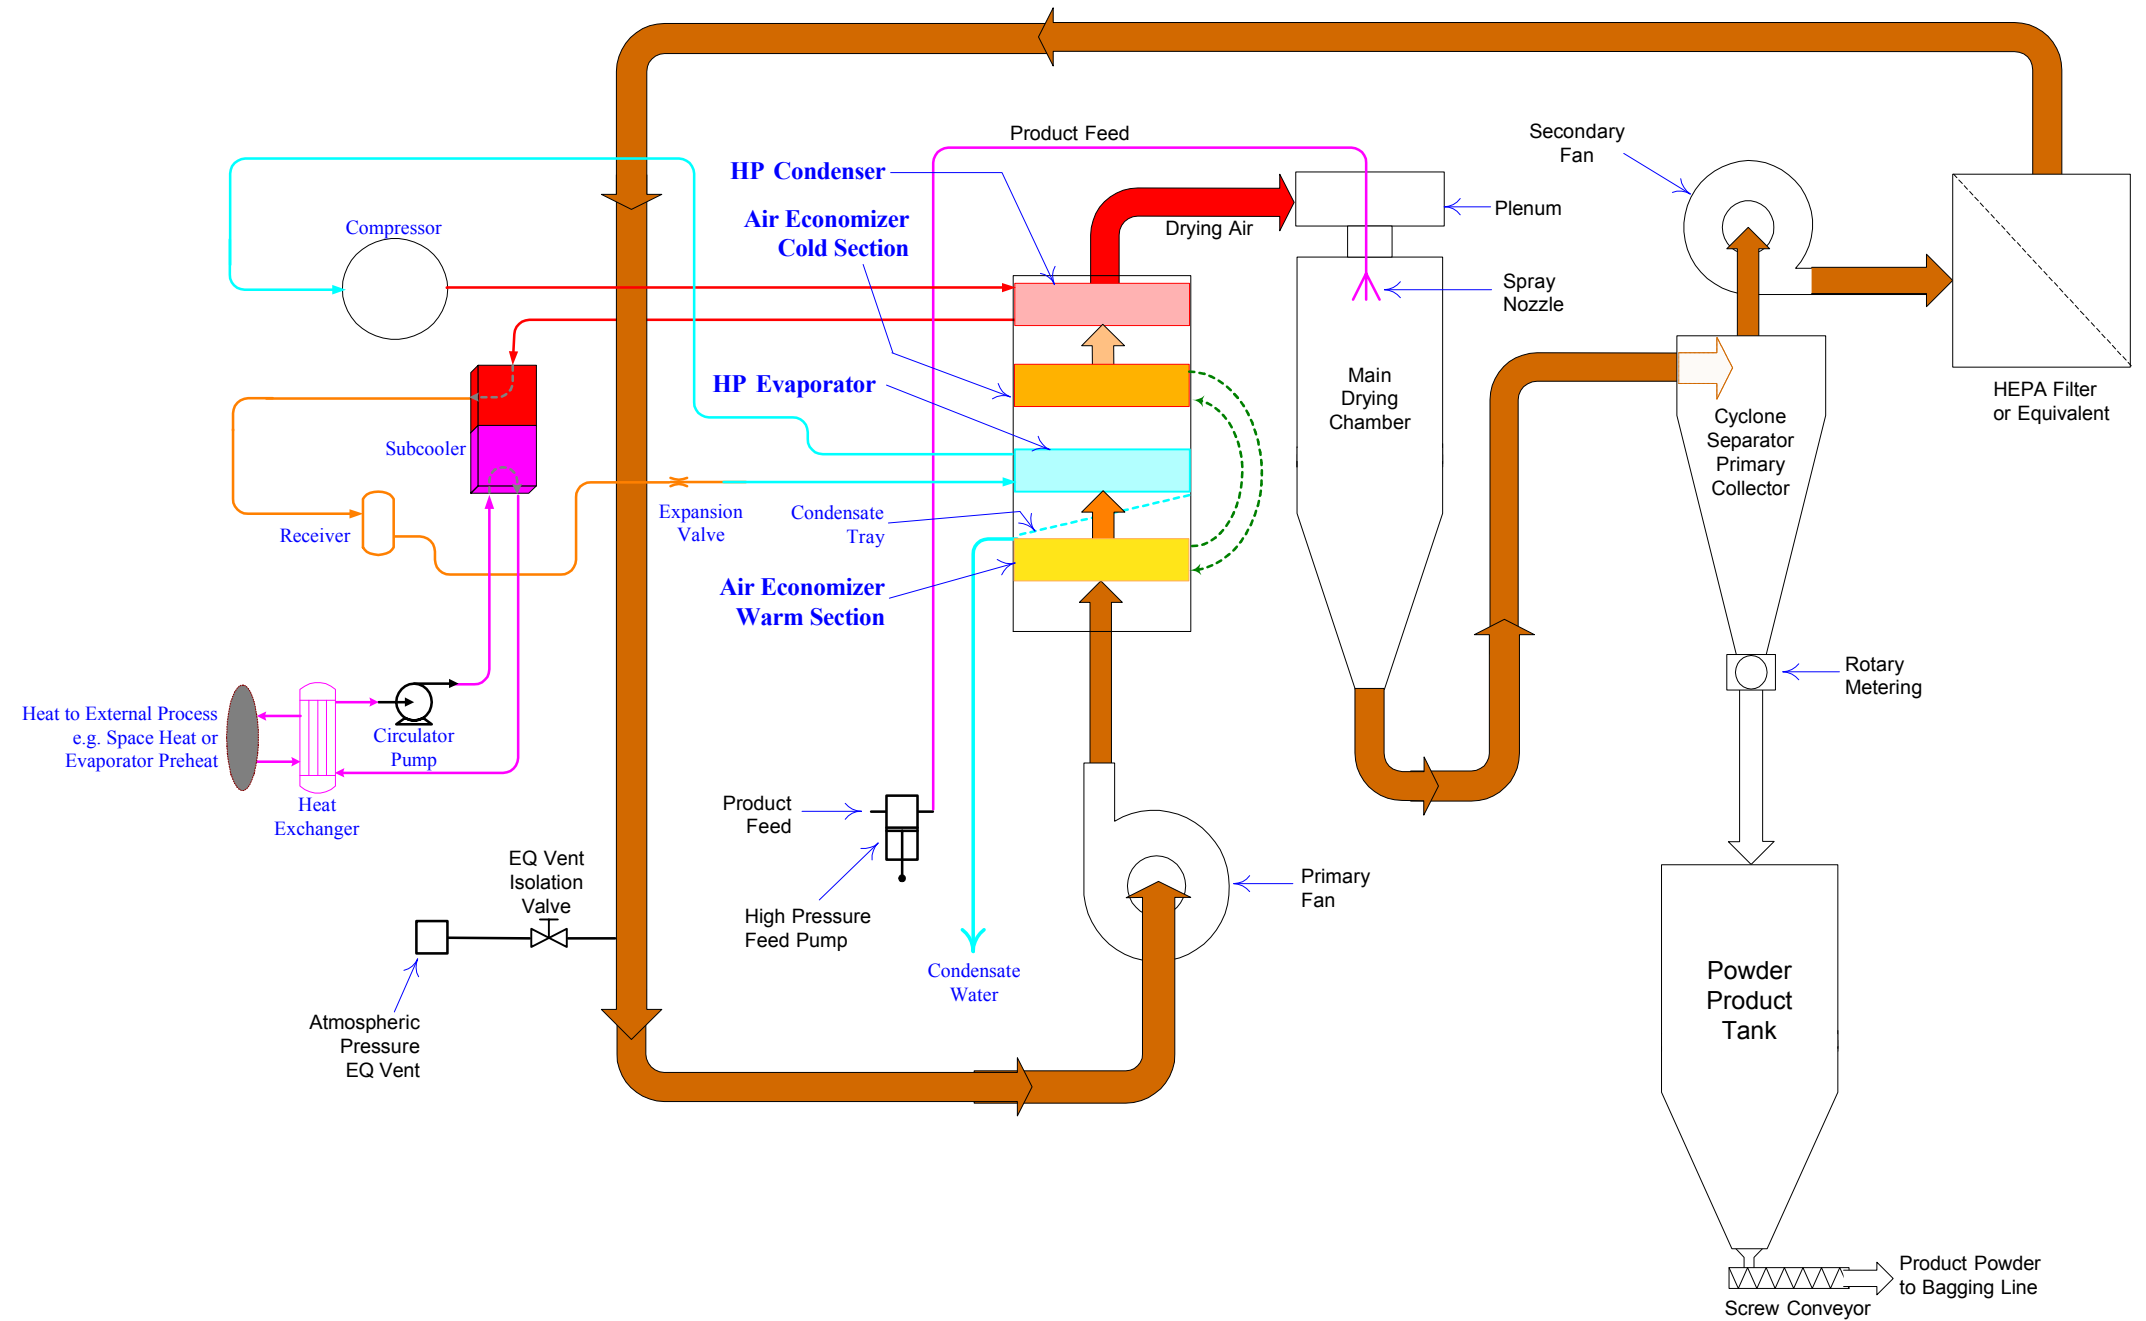 Product Feed
Secondary
Fan
HP Condenser
Plenum
Air Economizer
Cold Section
Compressor
Drying Air
Spray
Nozzle
HP Evaporator
Main
Drying
Chamber
HEPA Filter
or Equivalent
Cyclone
Separator
Primary
Collector
Subcooler
Receiver
Expansion
Valve
Condensate
Tray
Air Economizer
Warm Section
Rotary
Metering
Heat to External Process
e.g. Space Heat or
Evaporator Preheat
Circulator
Pump
Heat
Exchanger
Product
Feed
EQ Vent
Isolation
Valve
High Pressure
Feed Pump
Primary
Fan
Condensate
Water
Powder
Product
Tank
Atmospheric
Pressure
EQ Vent
Product Powder
to Bagging Line
Screw Conveyor